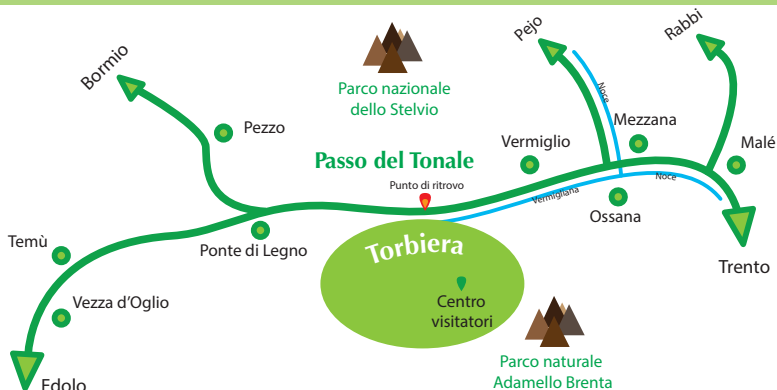 Bormio
Pejo
Rabbi
Parco nazionale
dello Stelvio
Noce
Pezzo
Mezzana
Vermiglio
Malé
Passo del Tonale
Punto di ritrovo
Noce
Vermigliana
Ossana
Temù
Ponte di Legno
Torbiera
Trento
Vezza d'Oglio
Centro
visitatori
Parco naturale
Adamello Brenta
Edolo